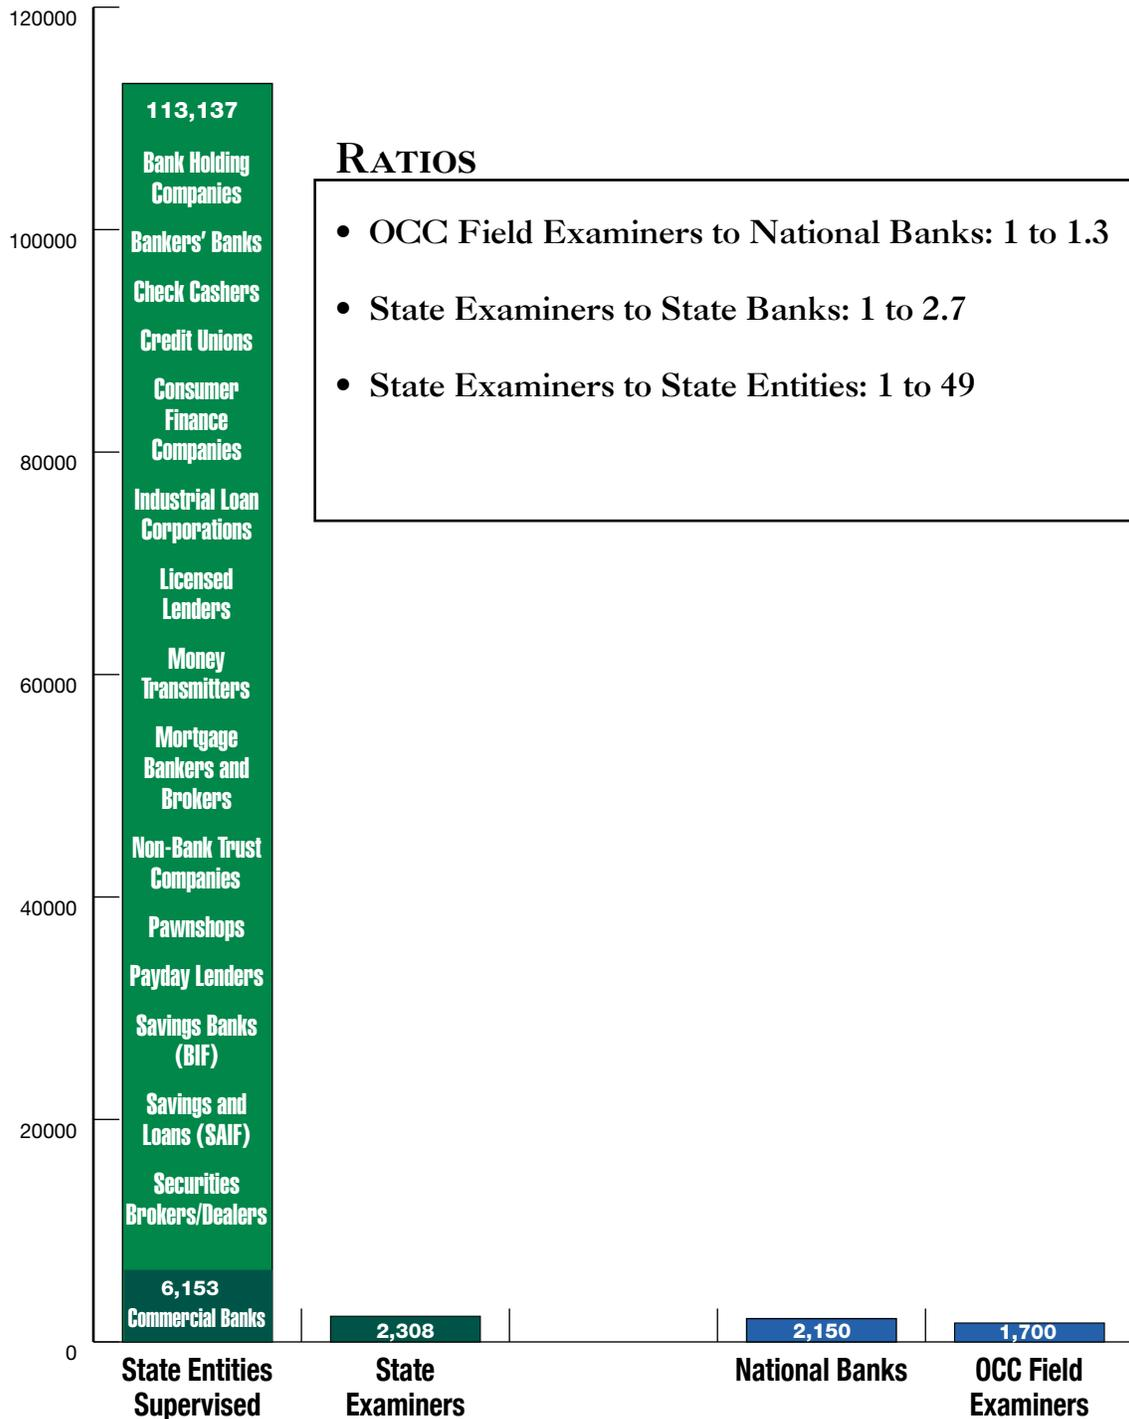 120000
100000
80000
60000
40000
20000
0
113,137
Bank Holding
Companies
Bankers' Banks
Check Cashers
Credit Unions
Consumer
Finance
Companies
Industrial Loan
Corporations
Licensed
Lenders
Money
Transmitters
Mortgage
Bankers and
Brokers
Non-Bank Trust
Companies
Pawnshops
Payday Lenders
Savings Banks
(BIF)
Savings and
Loans (SAIF)
Securities
Brokers/Dealers
6,153
Commercial Banks
RATIOS
• OCC Field Examiners to National Banks: 1 to 1.3
• State Examiners to State Banks: 1 to 2.7
• State Examiners to State Entities: 1 to 49
2,308
2,150
1,700
State Entities
Supervised
State
Examiners
National Banks
OCC Field
Examiners